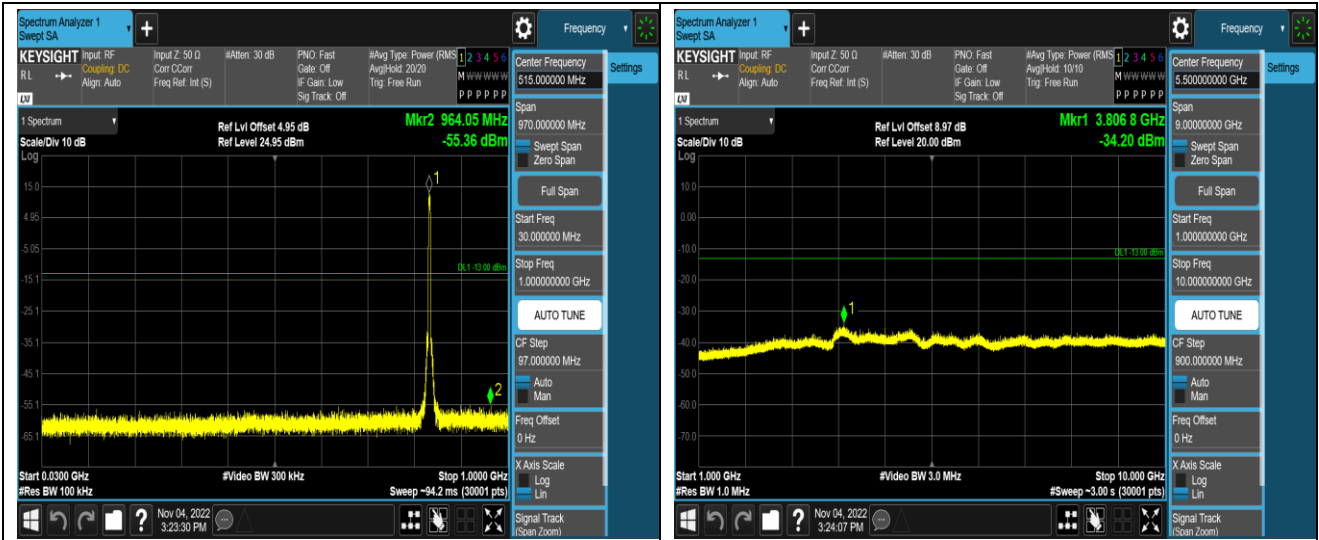 Spectrum Analyzer 1
Swept SA
Frequency
KEYSIGHT
RL
LXI
Input: RF
Coupling: DC
Align: Auto
Input Z: 50 Ω
Corr CCorr
Freq Ref: Int (S)
#Atten: 30 dB
PNO: Fast
Gate: Off
IF Gain: Low
Sig Track: Off
#Avg Type: Power (RMS
Avg|Hold: 20/20
Trig: Free Run
1 2 3 4 5 6
M W W W W W
P P P P P P
1 Spectrum
Scale/Div 10 dB
Log
Ref Lvl Offset 4.95 dB
Ref Level 24.95 dBm
Mkr2 964.05 MHz
-55.36 dBm
15.0
4.95
-5.05
-15.1
-25.1
-35.1
-45.1
-55.1
-65.1
1
DL1 -13.00 dBm
2
Start 0.0300 GHz
#Res BW 100 kHz
#Video BW 300 kHz
Stop 1.0000 GHz
Sweep ~94.2 ms (30001 pts)
Nov 04, 2022
3:23:30 PM
Center Frequency
515.000000 MHz
Settings
Span
970.000000 MHz
Swept Span
Zero Span
Full Span
Start Freq
30.000000 MHz
Stop Freq
1.000000000 GHz
AUTO TUNE
CF Step
97.000000 MHz
Auto
Man
Freq Offset
0 Hz
X Axis Scale
Log
Lin
Signal Track
(Span Zoom)
Spectrum Analyzer 1
Swept SA
Frequency
KEYSIGHT
RL
LXI
Input: RF
Coupling: DC
Align: Auto
Input Z: 50 Ω
Corr CCorr
Freq Ref: Int (S)
#Atten: 30 dB
PNO: Fast
Gate: Off
IF Gain: Low
Sig Track: Off
#Avg Type: Power (RMS
Avg|Hold: 10/10
Trig: Free Run
1 2 3 4 5 6
M W W W W W
P P P P P P
1 Spectrum
Scale/Div 10 dB
Log
Ref Lvl Offset 8.97 dB
Ref Level 20.00 dBm
Mkr1 3.806 8 GHz
-34.20 dBm
10.0
0.00
-10.0
-20.0
-30.0
-40.0
-50.0
-60.0
-70.0
DL1 -13.00 dBm
1
Start 1.000 GHz
#Res BW 1.0 MHz
#Video BW 3.0 MHz
Stop 10.000 GHz
#Sweep ~3.00 s (30001 pts)
Nov 04, 2022
3:24:07 PM
Center Frequency
5.500000000 GHz
Settings
Span
9.00000000 GHz
Swept Span
Zero Span
Full Span
Start Freq
1.000000000 GHz
Stop Freq
10.000000000 GHz
AUTO TUNE
CF Step
900.000000 MHz
Auto
Man
Freq Offset
0 Hz
X Axis Scale
Log
Lin
Signal Track
(Span Zoom)